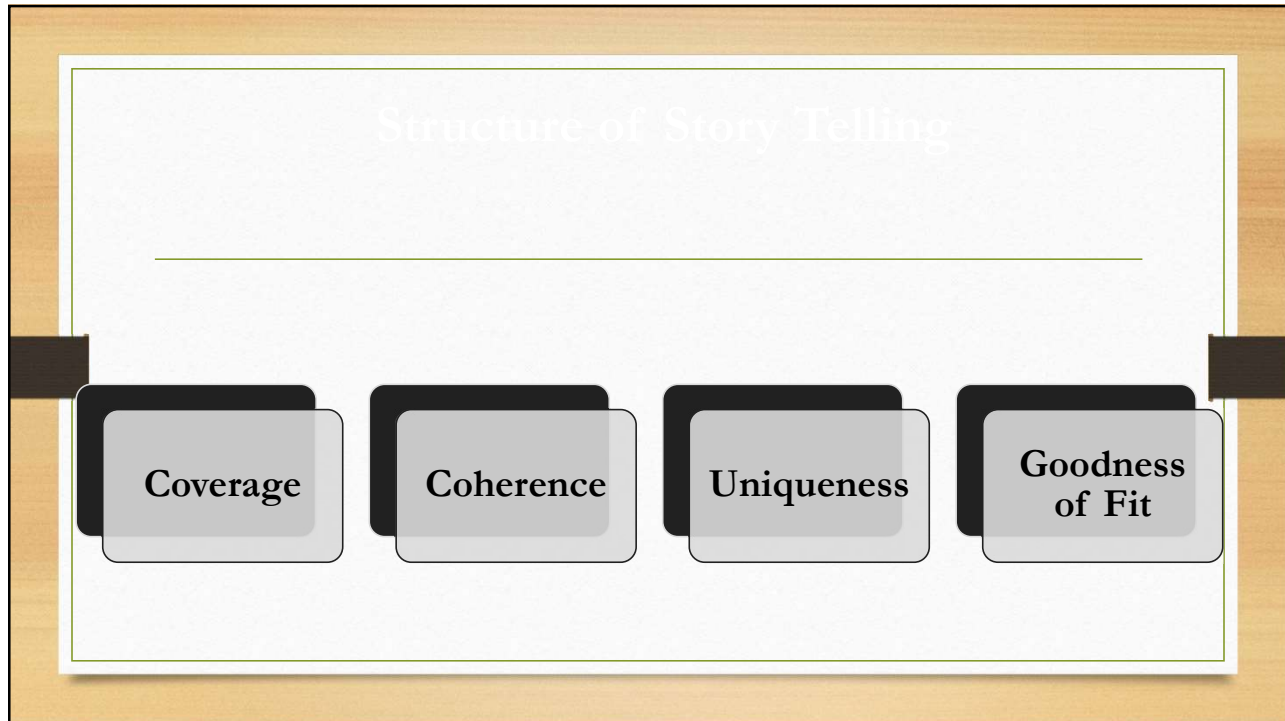 Structure of Story Telling
Coverage
Coherence
Uniqueness
Goodness
of Fit